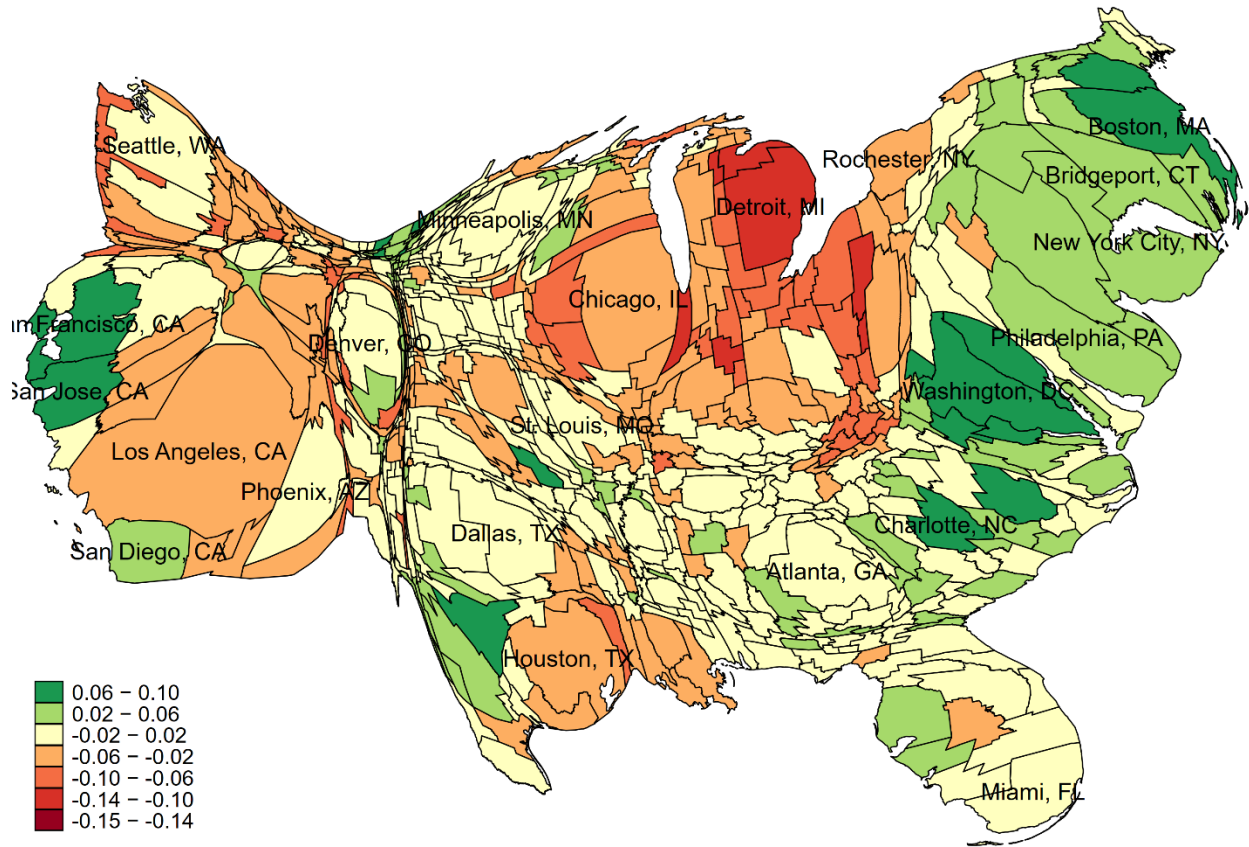 Seattle, WA
Boston, MA
Rochester, NY
Bridgeport, CT
Minneapolis, MN
Detroit, MI
New York City, NY
Chicago, IL
Francisco, CA
Denver, CO
Philadelphia, PA
San Jose, CA
Washington, DC
St. Louis, MO
Los Angeles, CA
Phoenix, AZ
Dallas, TX
Charlotte, NC
San Diego, CA
Atlanta, GA
Houston, TX
Miami, FL
0.06 − 0.10
0.02 − 0.06
-0.02 − 0.02
-0.06 − -0.02
-0.10 − -0.06
-0.14 − -0.10
-0.15 − -0.14